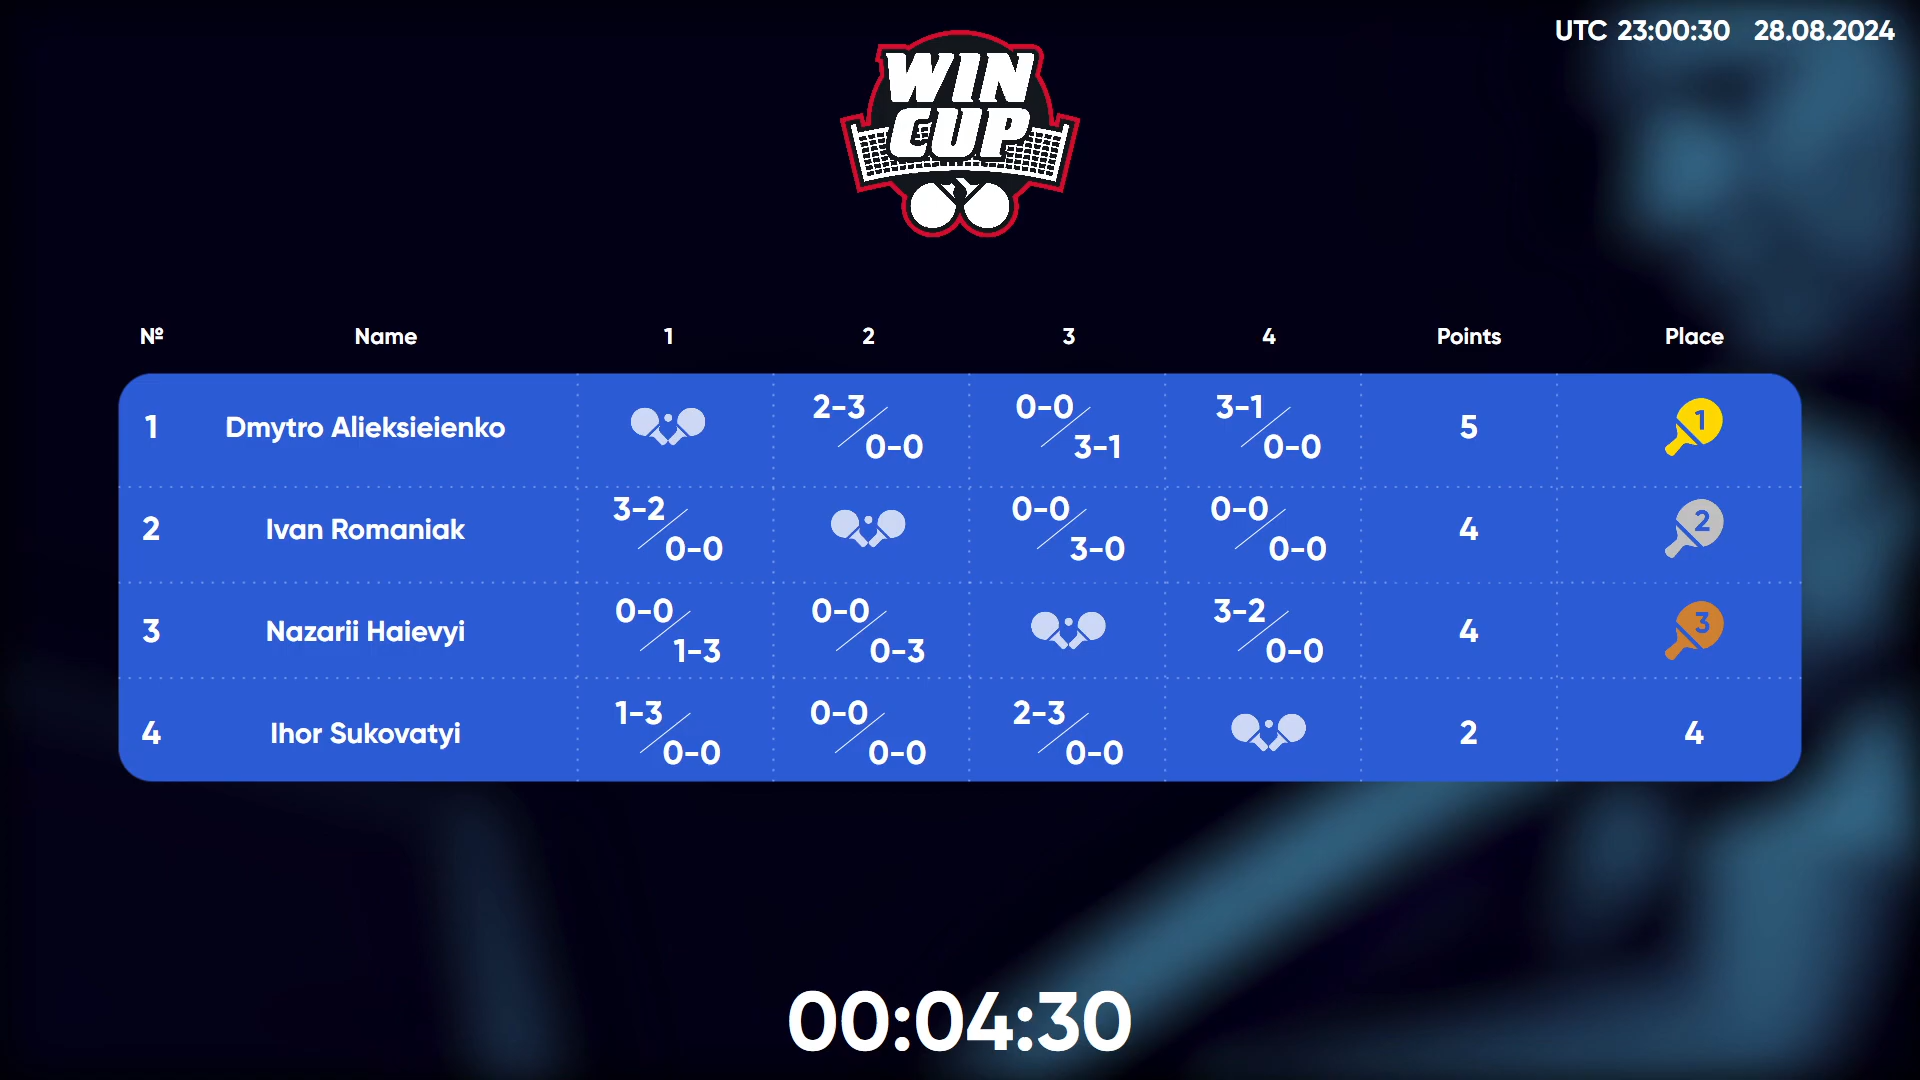 UTC 23:00:30 28.08.2024
WIN
CUP
№ Name 1 2 3 4 Points Place
1 Dmytro Alieksieienko 2-3 0-0 0-0 3-1 3-1 0-0 5 1
2 Ivan Romaniak 3-2 0-0 0-0 3-0 0-0 0-0 4 2
3 Nazarii Haievyi 0-0 1-3 0-0 0-3 3-2 0-0 4 3
4 Ihor Sukovatyi 1-3 0-0 0-0 0-0 2-3 0-0 2 4
00:04:30